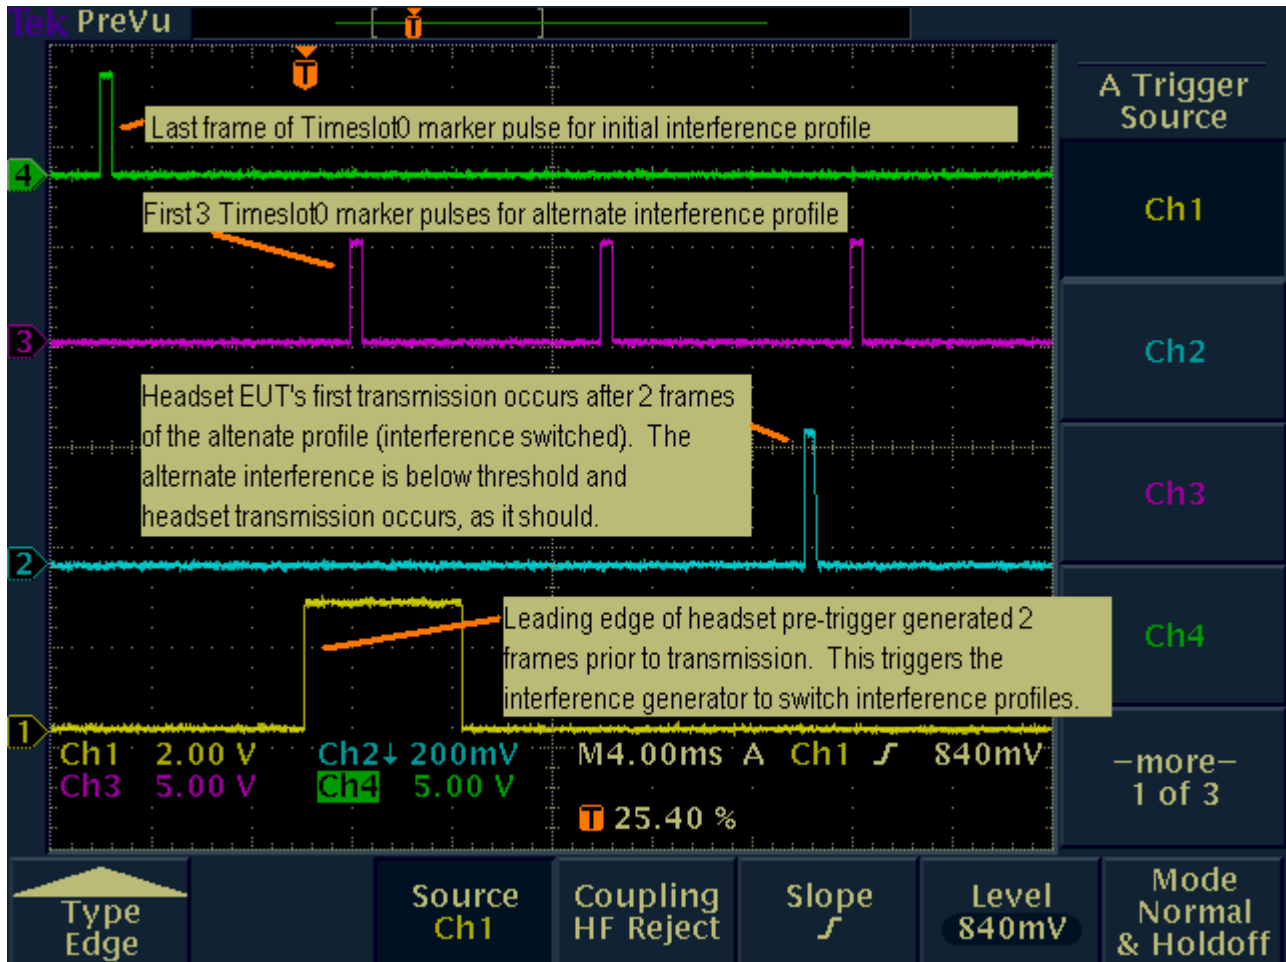 Tek PreVu
T
T
A Trigger
Source
Last frame of Timeslot0 marker pulse for initial interference profile
4
First 3 Timeslot0 marker pulses for alternate interference profile
Ch1
3
Ch2
Headset EUT's first transmission occurs after 2 frames
of the altenate profile (interference switched). The
alternate interference is below threshold and
headset transmission occurs, as it should.
Ch3
2
Leading edge of headset pre-trigger generated 2
frames prior to transmission. This triggers the
interference generator to switch interference profiles.
Ch4
1
Ch1 2.00 V Ch2↓ 200mV M4.00ms A Ch1 ʃ 840mV
Ch3 5.00 V Ch4 5.00 V
T 25.40 %
−more−
1 of 3
Type
Edge
Source
Ch1
Coupling
HF Reject
Slope
ʃ
Level
840mV
Mode
Normal
& Holdoff